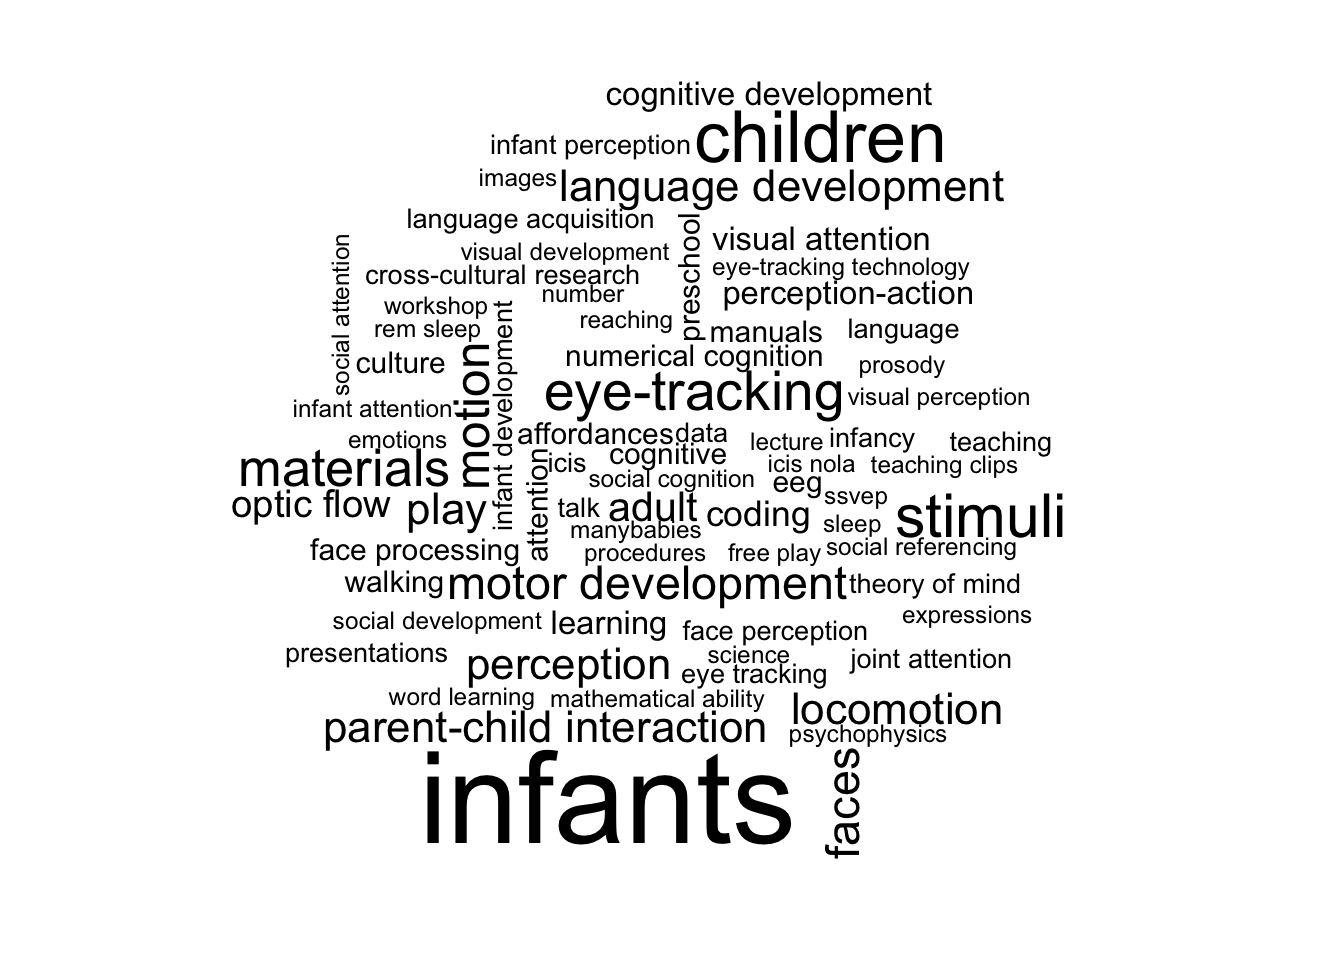 cognitive development
children
infant perception
images
language development
language acquisition
preschool
visual attention
social attention
visual development
eye-tracking technology
cross-cultural research
number
perception-action
workshop
infant development
reaching
rem sleep
manuals
language
motion
culture
numerical cognition
prosody
eye-tracking
visual perception
infant attention
affordances
data
emotions
lecture
infancy
teaching
materials
attention
icis
cognitive
icis nola
teaching clips
social cognition
eeg
ssvep
optic flow
play
talk
adult
coding
sleep
stimuli
manybabies
face processing
procedures
free play
social referencing
walking
motor development
theory of mind
expressions
social development
learning
face perception
presentations
perception
science
eye tracking
joint attention
word learning
mathematical ability
locomotion
parent-child interaction
psychophysics
infants
faces